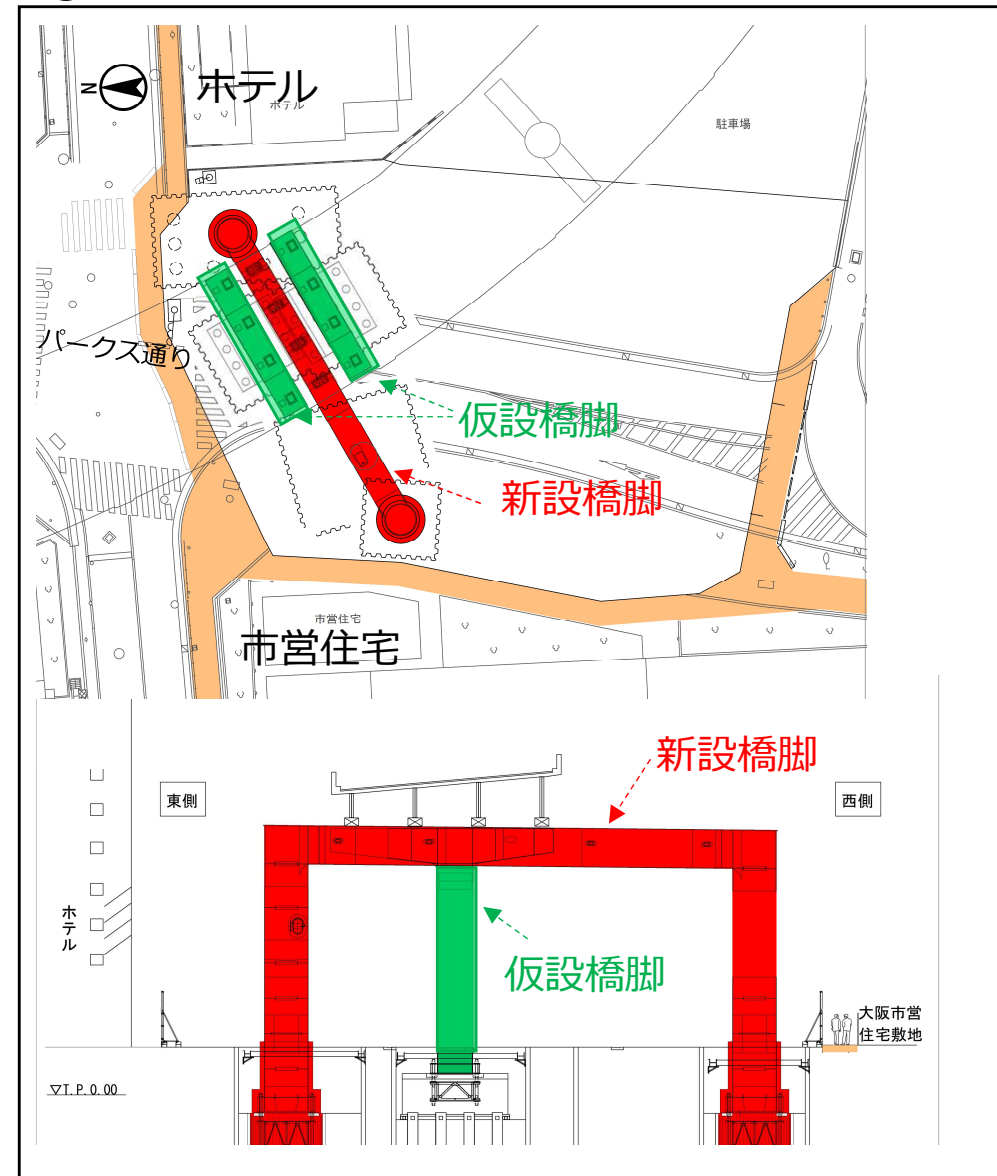 N
ホテル
ホテル
駐車場
パークス通り
仮設橋脚
新設橋脚
市営住宅
市営住宅
新設橋脚
東側
西側
ホテル
仮設橋脚
大阪市営
住宅敷地
▽T.P.0.00